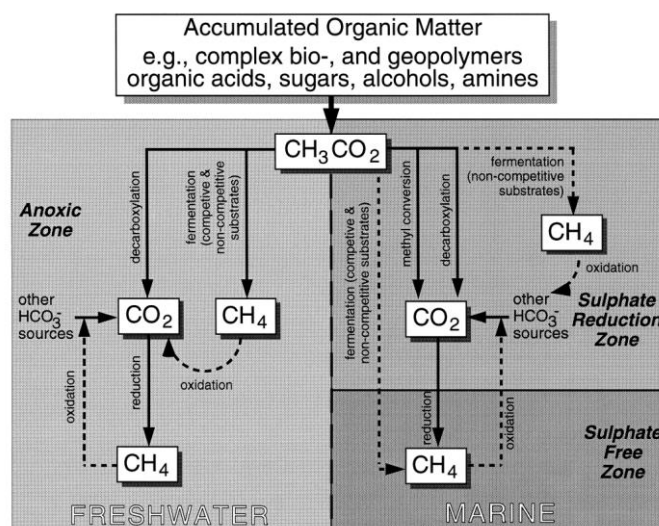 Accumulated Organic Matter
e.g., complex bio-, and geopolymers
organic acids, sugars, alcohols, amines
CH3CO2
decarboxylation
fermentation
(competive &
non-competitive
substrates)
fermentation (competive &
non-competitive substrates)
methyl conversion
decarboxylation
fermentation
(non-competitive
substrates)
Anoxic
Zone
CH4
oxidation
other
HCO3-
sources
CO2
CH4
CO2
other
HCO3-
sources
Sulphate
Reduction
Zone
oxidation
reduction
oxidation
reduction
oxidation
CH4
CH4
Sulphate
Free
Zone
FRESHWATER
MARINE